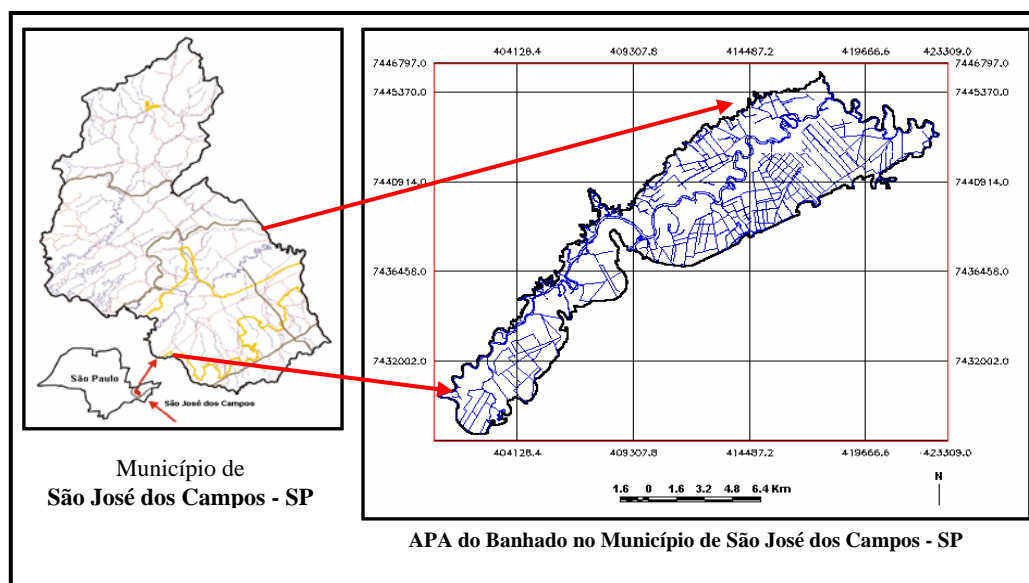 São Paulo
São José dos Campos
Município de
São José dos Campos - SP
404128.4 409307.8 414487.2 419666.6 423309.0
7446797.0 7446797.0
7445370.0 7445370.0
7440914.0 7440914.0
7436458.0 7436458.0
7432002.0 7432002.0
404128.4 409307.8 414487.2 419666.6 423309.0
1.6 0 1.6 3.2 4.8 6.4 Km
N
APA do Banhado no Município de São José dos Campos - SP